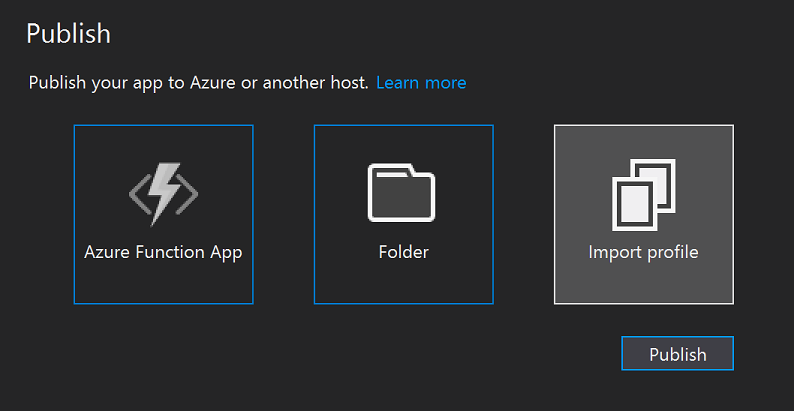 Publish
Publish your app to Azure or another host. Learn more
Azure Function App
Folder
Import profile
Publish